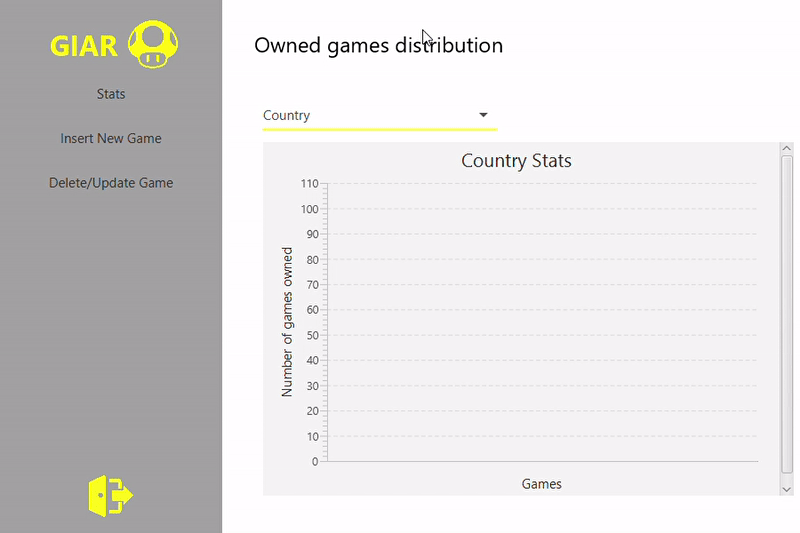 GIAR
Stats
Insert New Game
Delete/Update Game
Owned games distribution
Country
Country Stats
110
100
90
80
70
60
50
40
30
20
10
0
Number of games owned
Games